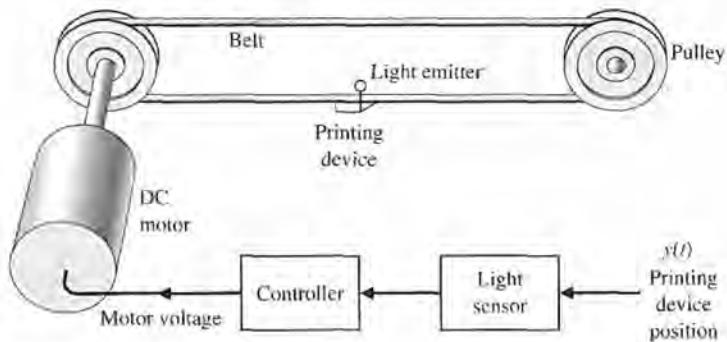 Belt
Pulley
Light emitter
Printing
device
DC
motor
Motor voltage
Controller
Light
sensor
y(t)
Printing
device
position